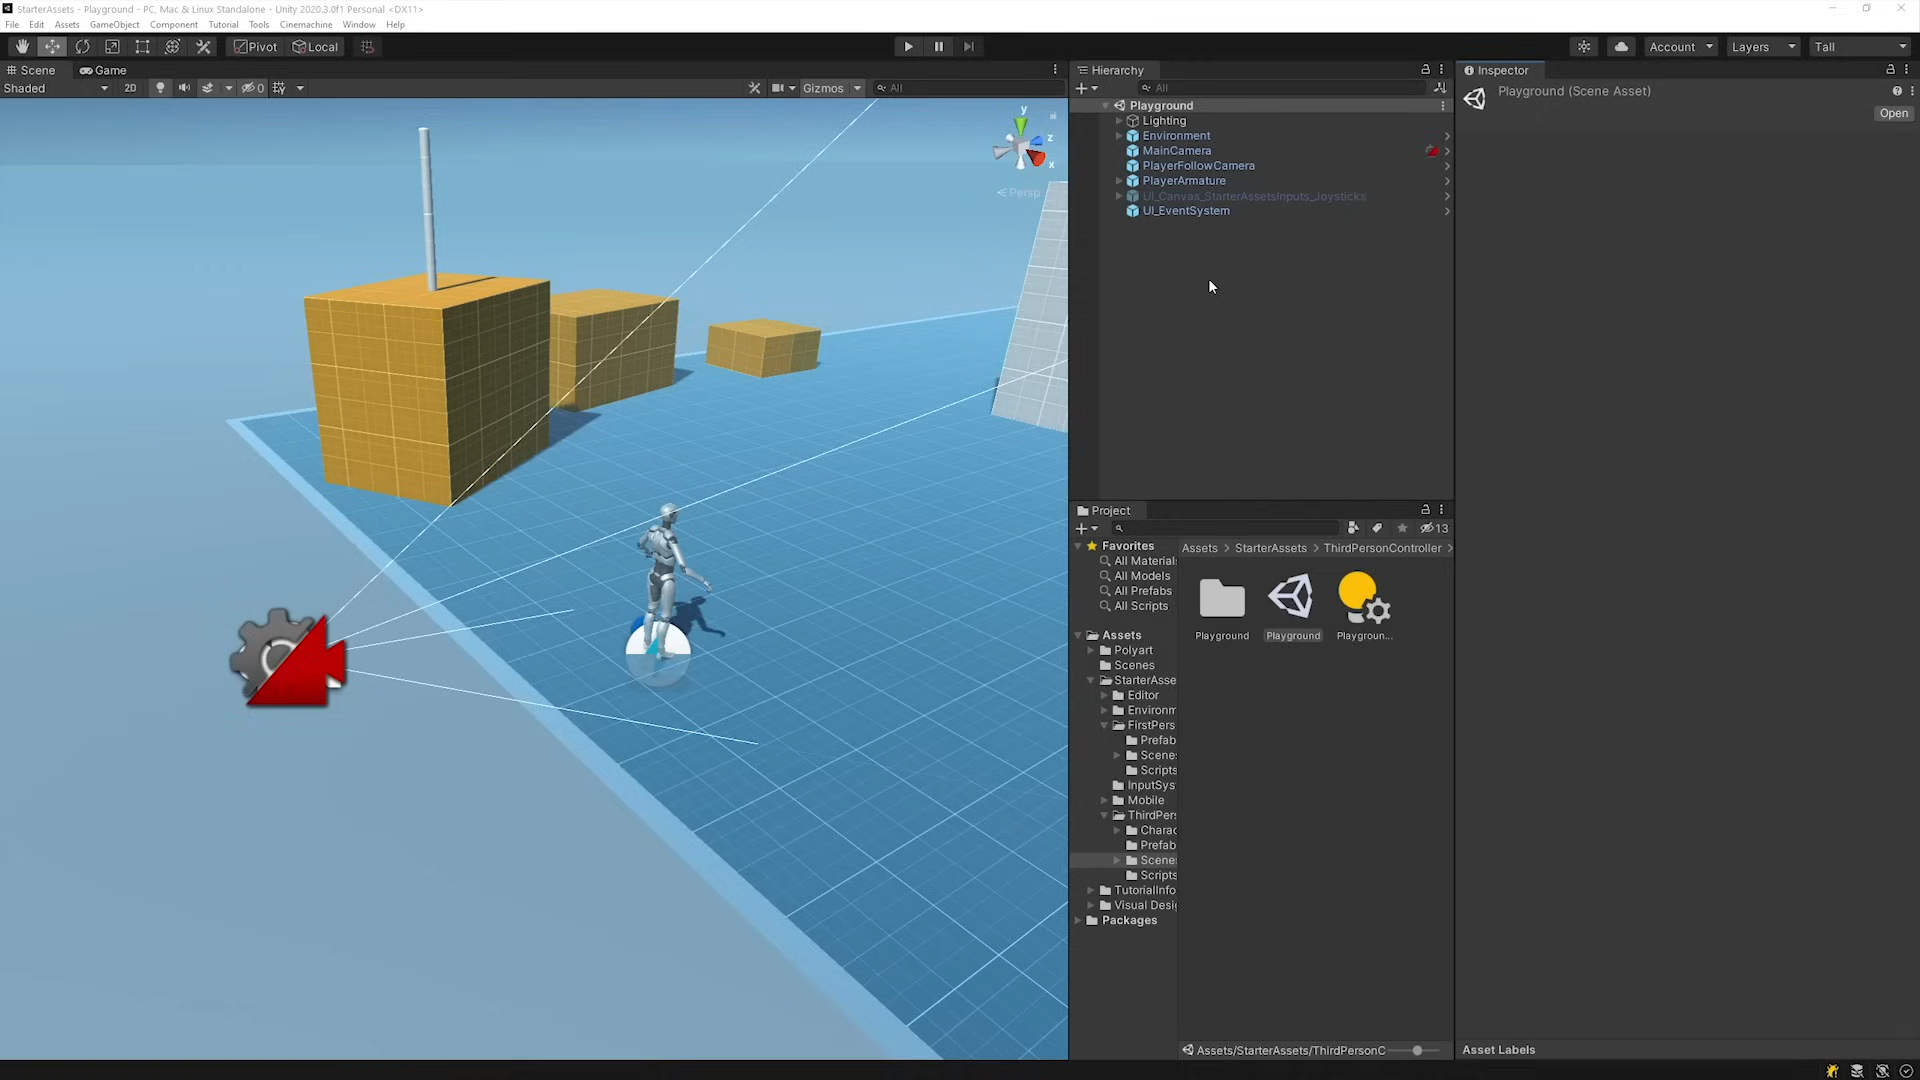 StarterAssets - Playground - PC, Mac & Linux Standalone - Unity 2020.3.0f1 Personal <DX11>
File Edit Assets GameObject Component Tutorial Tools Cinemachine Window Help
Pivot Local Account Layers Tall
Scene Game
Shaded 2D 0 Gizmos All
y
z
x
Persp
Hierarchy
All
Playground
Lighting
Environment
MainCamera
PlayerFollowCamera
PlayerArmature
UI_Canvas_StarterAssetsInputs_Joysticks
UI_EventSystem
Project
13
Favorites
All Material
All Models
All Prefabs
All Scripts
Assets
Polyart
Scenes
StarterAsse
Editor
Environm
FirstPers
Prefab
Scene
Scripts
InputSys
Mobile
ThirdPers
Charac
Prefab
Scene
Scripts
TutorialInfo
Visual Desi
Packages
Assets > StarterAssets > ThirdPersonController >
Playground Playground Playgroun...
Assets/StarterAssets/ThirdPersonC
Inspector
Playground (Scene Asset)
Open
Asset Labels